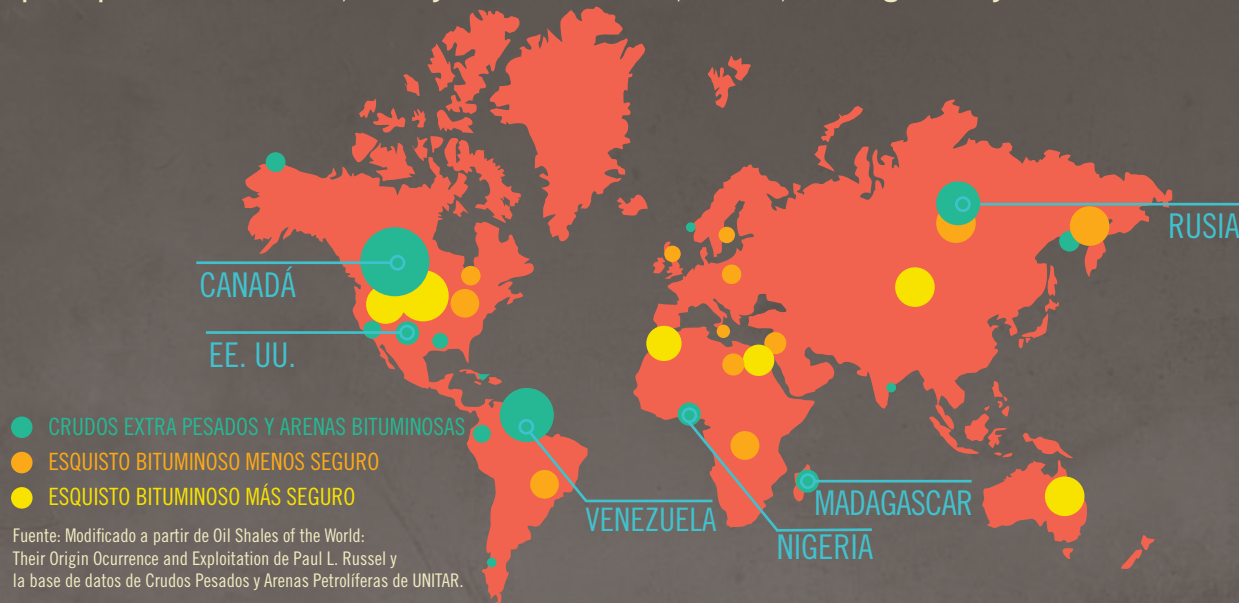 RUSIA
CANADÁ
EE. UU.
CRUDOS EXTRA PESADOS Y ARENAS BITUMINOSAS
ESQUISTO BITUMINOSO MENOS SEGURO
ESQUISTO BITUMINOSO MÁS SEGURO
MADAGASCAR
VENEZUELA
NIGERIA
Fuente: Modificado a partir de Oil Shales of the World:
Their Origin Ocurrence and Exploitation de Paul L. Russel y
la base de datos de Crudos Pesados y Arenas Petrolíferas de UNITAR.